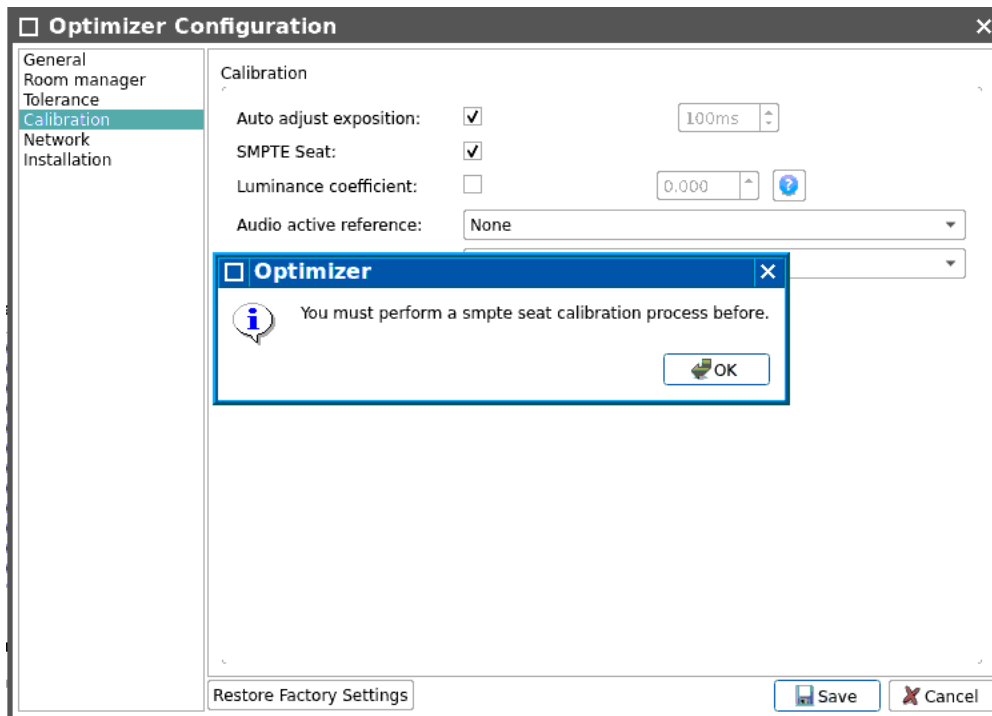 Optimizer Configuration
General
Room manager
Tolerance
Calibration
Network
Installation
Calibration
Auto adjust exposition:
100ms
SMPTE Seat:
Luminance coefficient:
0.000
Audio active reference:
None
Optimizer
You must perform a smpte seat calibration process before.
OK
Restore Factory Settings
Save
Cancel